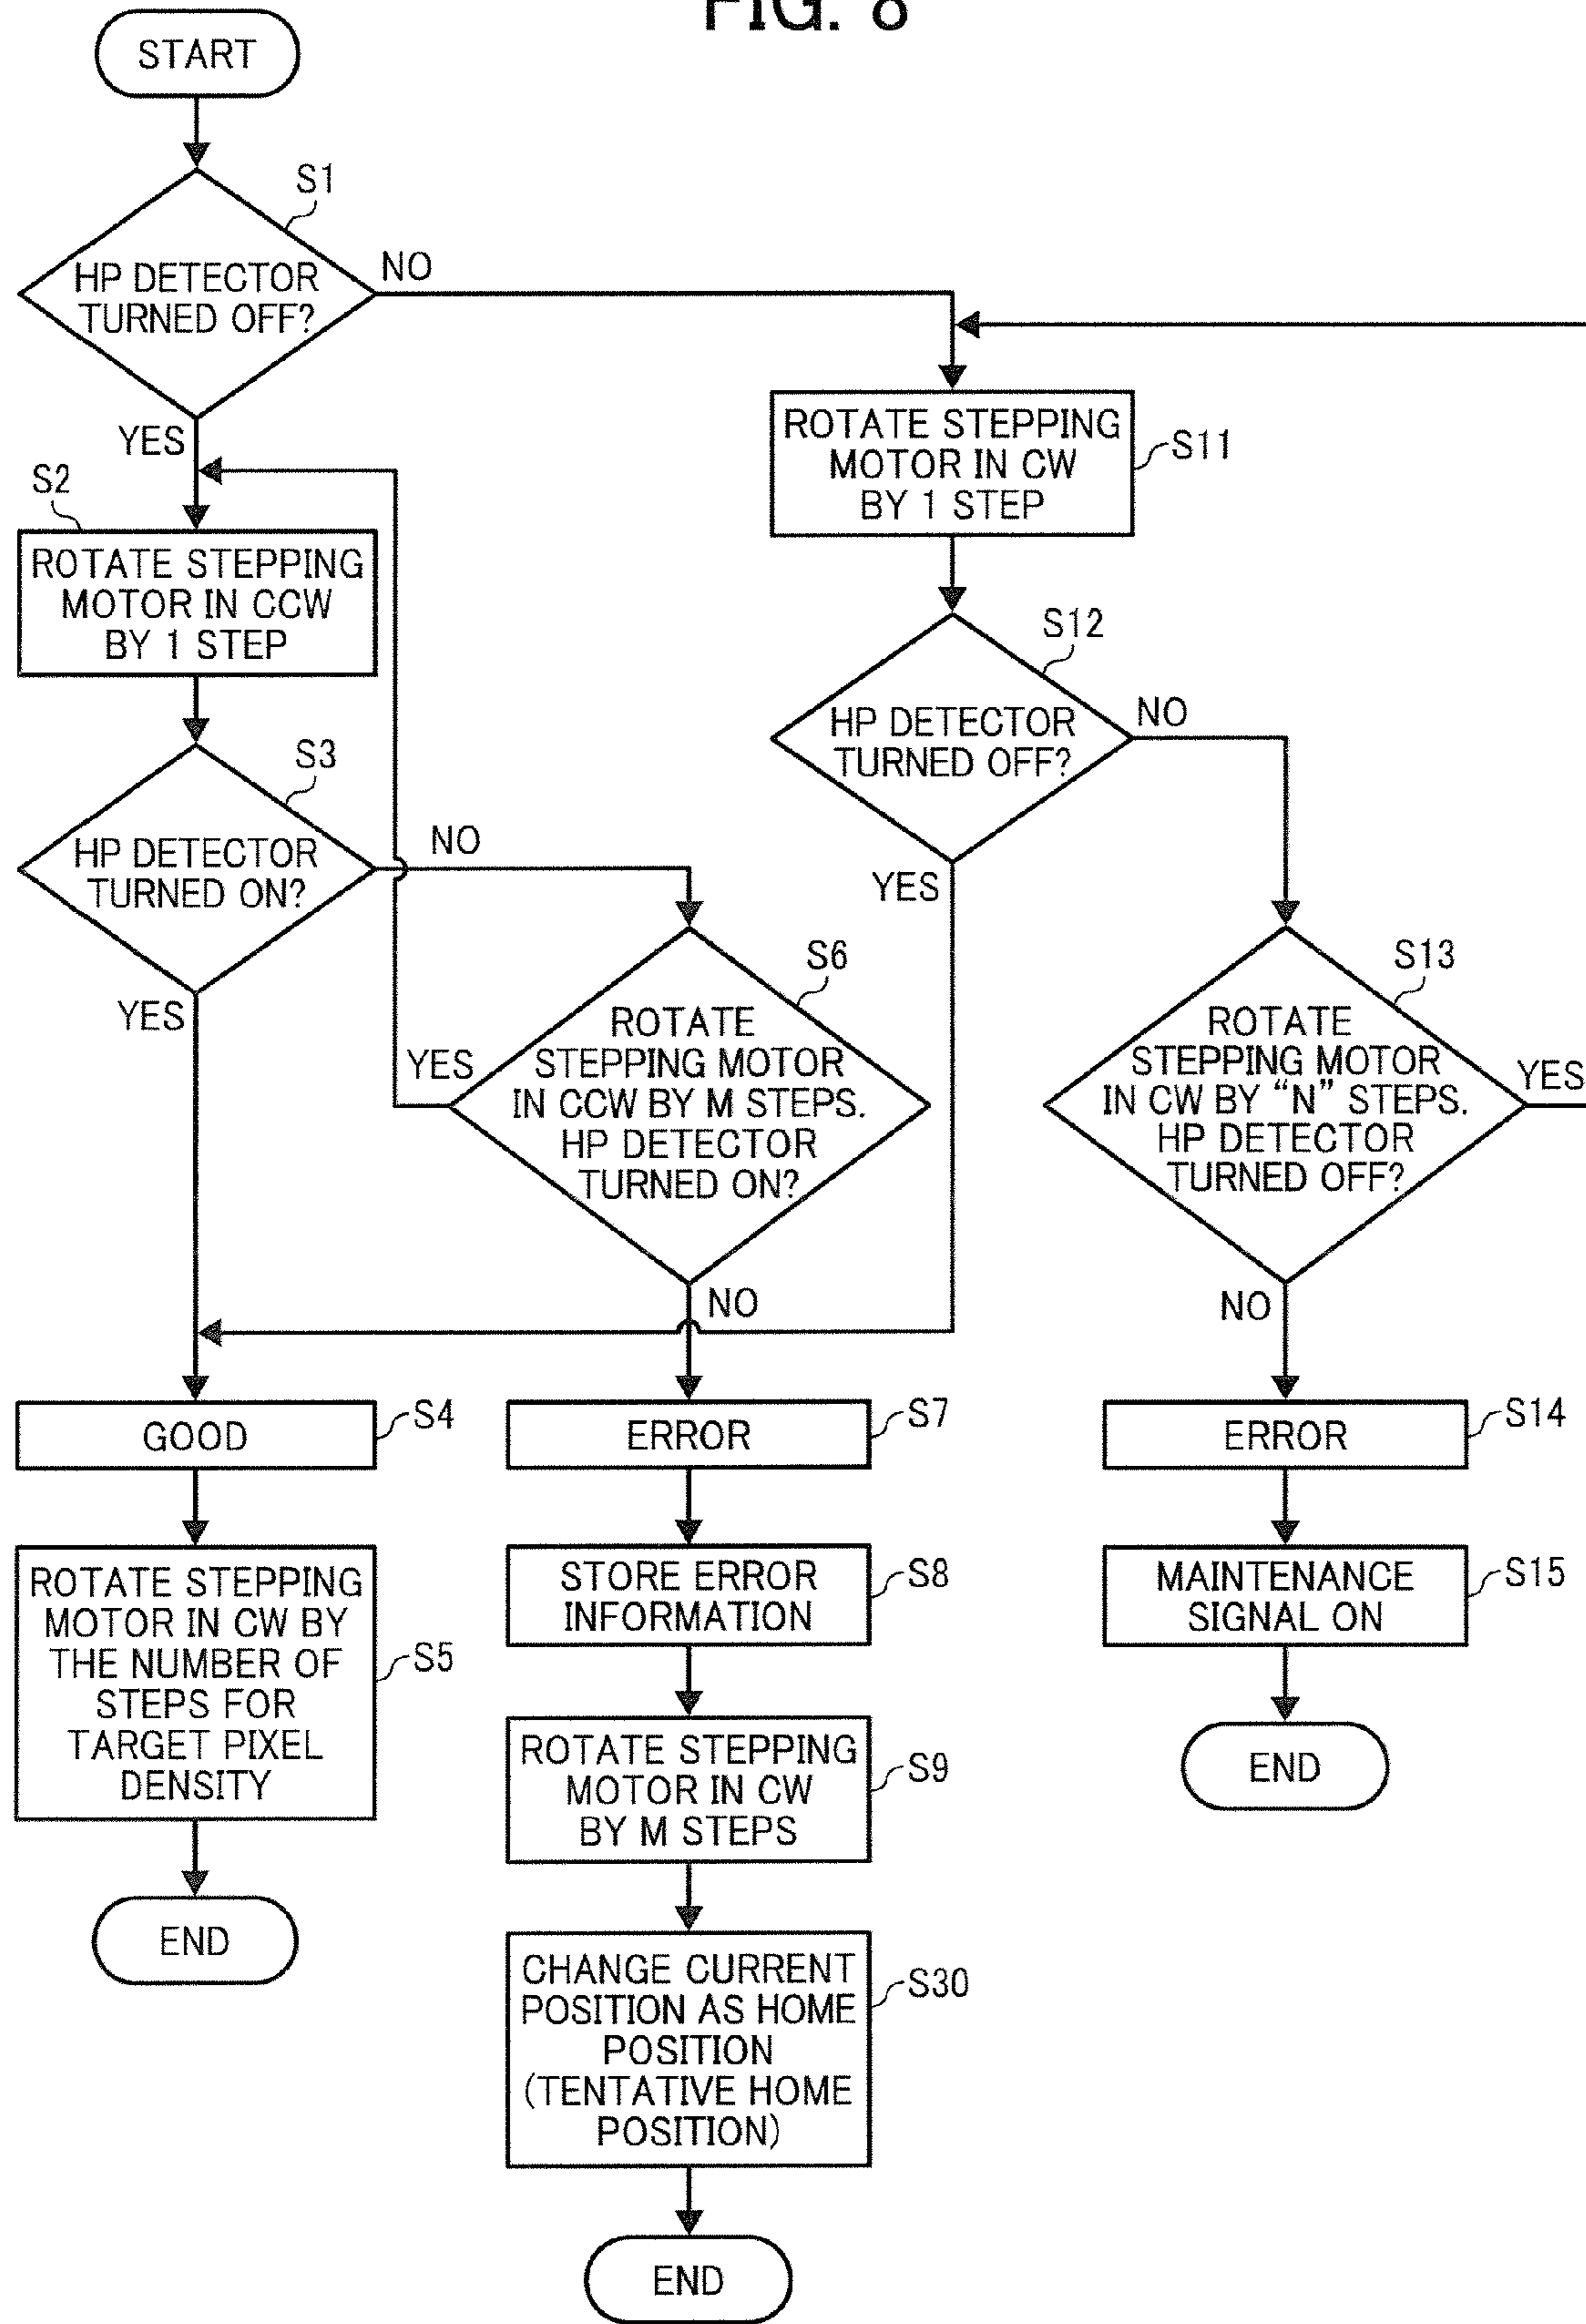 FIG. 8
START
S1
HP DETECTOR
TURNED OFF?
NO
YES
S2
ROTATE STEPPING
MOTOR IN CCW
BY 1 STEP
S3
HP DETECTOR
TURNED ON?
NO
YES
S6
ROTATE
STEPPING MOTOR
IN CCW BY M STEPS.
HP DETECTOR
TURNED ON?
YES
NO
S11
ROTATE STEPPING
MOTOR IN CW
BY 1 STEP
S12
HP DETECTOR
TURNED OFF?
NO
YES
S13
ROTATE
STEPPING MOTOR
IN CW BY “N” STEPS.
HP DETECTOR
TURNED OFF?
YES
NO
GOOD
S4
ROTATE STEPPING
MOTOR IN CW BY
THE NUMBER OF
STEPS FOR
TARGET PIXEL
DENSITY
S5
END
ERROR
S7
STORE ERROR
INFORMATION
S8
ROTATE STEPPING
MOTOR IN CW
BY M STEPS
S9
CHANGE CURRENT
POSITION AS HOME
POSITION
(TENTATIVE HOME
POSITION)
S30
END
ERROR
S14
MAINTENANCE
SIGNAL ON
S15
END